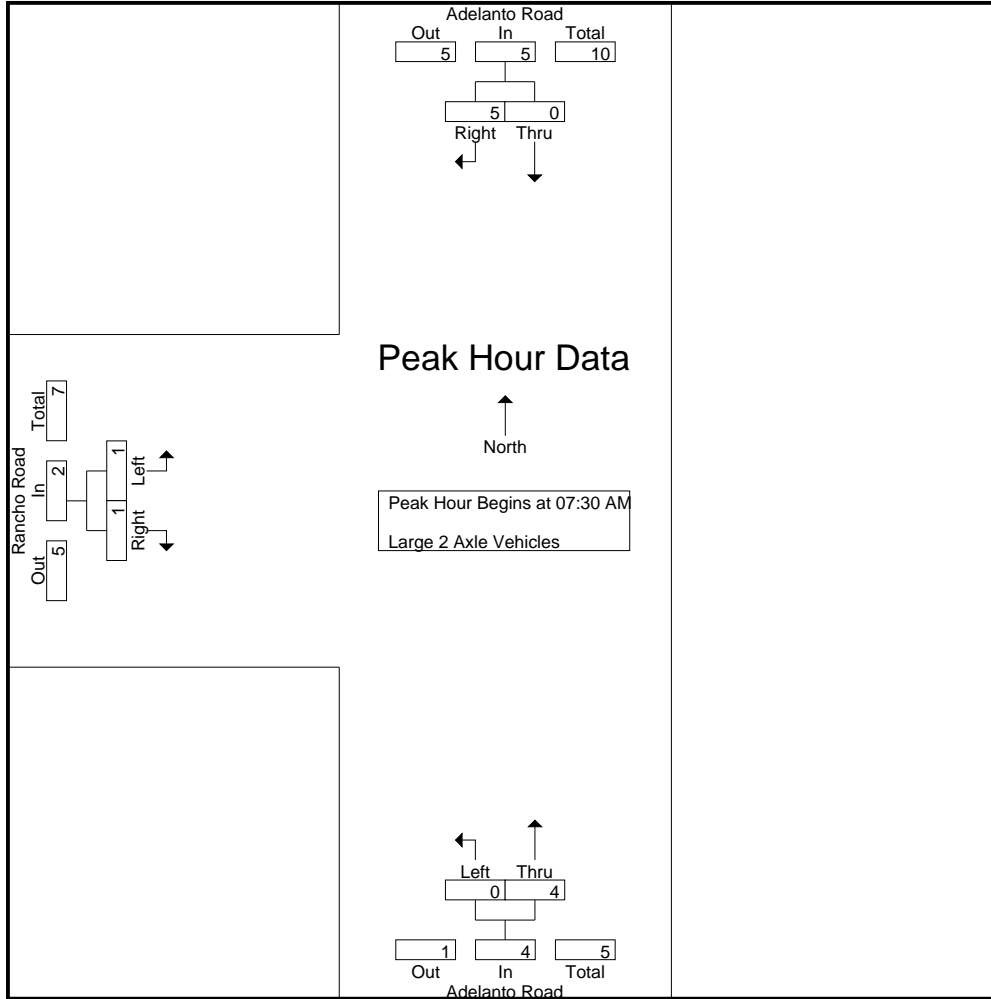 Adelanto Road
Out In Total
5 5 10
5 0
Right Thru
Peak Hour Data
North
Peak Hour Begins at 07:30 AM
Large 2 Axle Vehicles
Rancho Road
Out In Total
5 2 7
1 1
Right Left
Left Thru
0 4
1 4 5
Out In Total
Adelanto Road